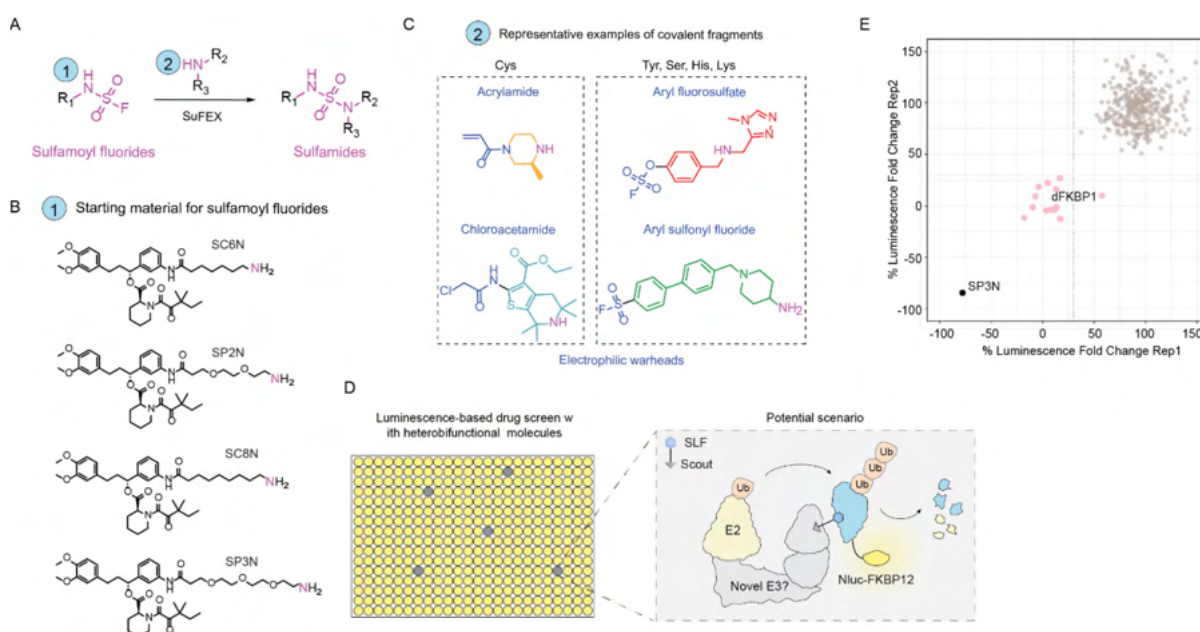 A
1
H
N
R1
O
O
S
F
Sulfamoyl fluorides
2
HN
R2
R3
SuFEX
H
N
R1
O
O
S
N
R2
R3
Sulfamides
B
1 Starting material for sulfamoyl fluorides
SC6N
O
O
O
N
H
NH2
O
O
N
O
O
SP2N
O
O
O
N
H
O
O
NH2
O
O
N
O
O
SC8N
O
O
O
N
H
NH2
O
O
N
O
O
SP3N
O
O
O
N
H
O
O
O
NH2
O
O
N
O
O
C
2 Representative examples of covalent fragments
Cys
Acrylamide
O
N
NH
Chloroacetamide
Cl
O
H
N
S
O
O
NH
Tyr, Ser, His, Lys
Aryl fluorosulfate
O
O
S
O
F
HN
N
N
N
Aryl sulfonyl fluoride
F
S
O
O
N
NH2
Electrophilic warheads
D
Luminescence-based drug screen w
ith heterobifunctional molecules
Potential scenario
SLF
Scout
Ub
E2
Ub
Ub
Ub
Novel E3?
Nluc-FKBP12
E
% Luminescence Fold Change Rep2
150
100
50
0
-50
-100
dFKBP1
SP3N
-100 -50 0 50 100 150
% Luminescence Fold Change Rep1